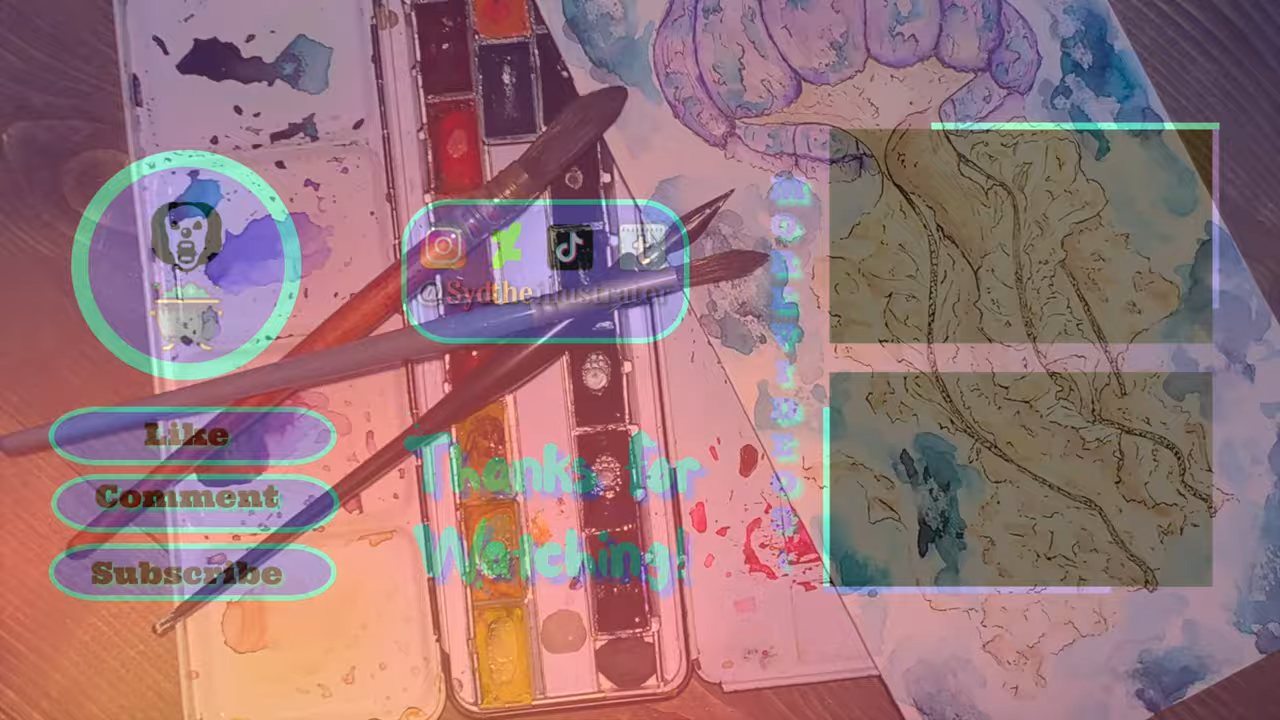 @Sydtheillustrator
Like
Comment
Subscribe
Thanks for
Watching!